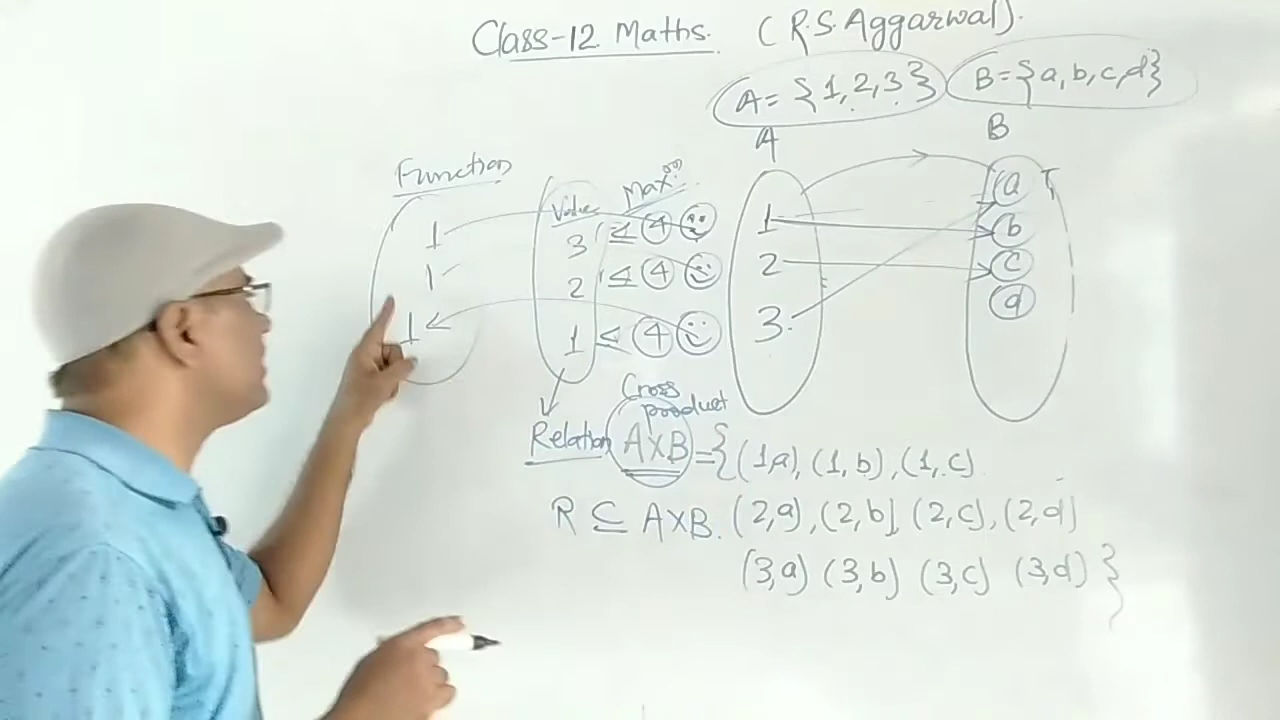 Class-12 Maths. (R.S. Aggarwal).
A = {1, 2, 3} B = {a, b, c, d}
A B
Function
Value Max
1 3 ≤ 4 1 a
1 2 ≤ 4 2 b
1 1 ≤ 4 3 c
d
Cross product
Relation A×B = {(1,a), (1,b), (1,c)
R ⊆ A×B. (2,a), (2,b), (2,c), (2,d)
(3,a) (3,b) (3,c) (3,d) }